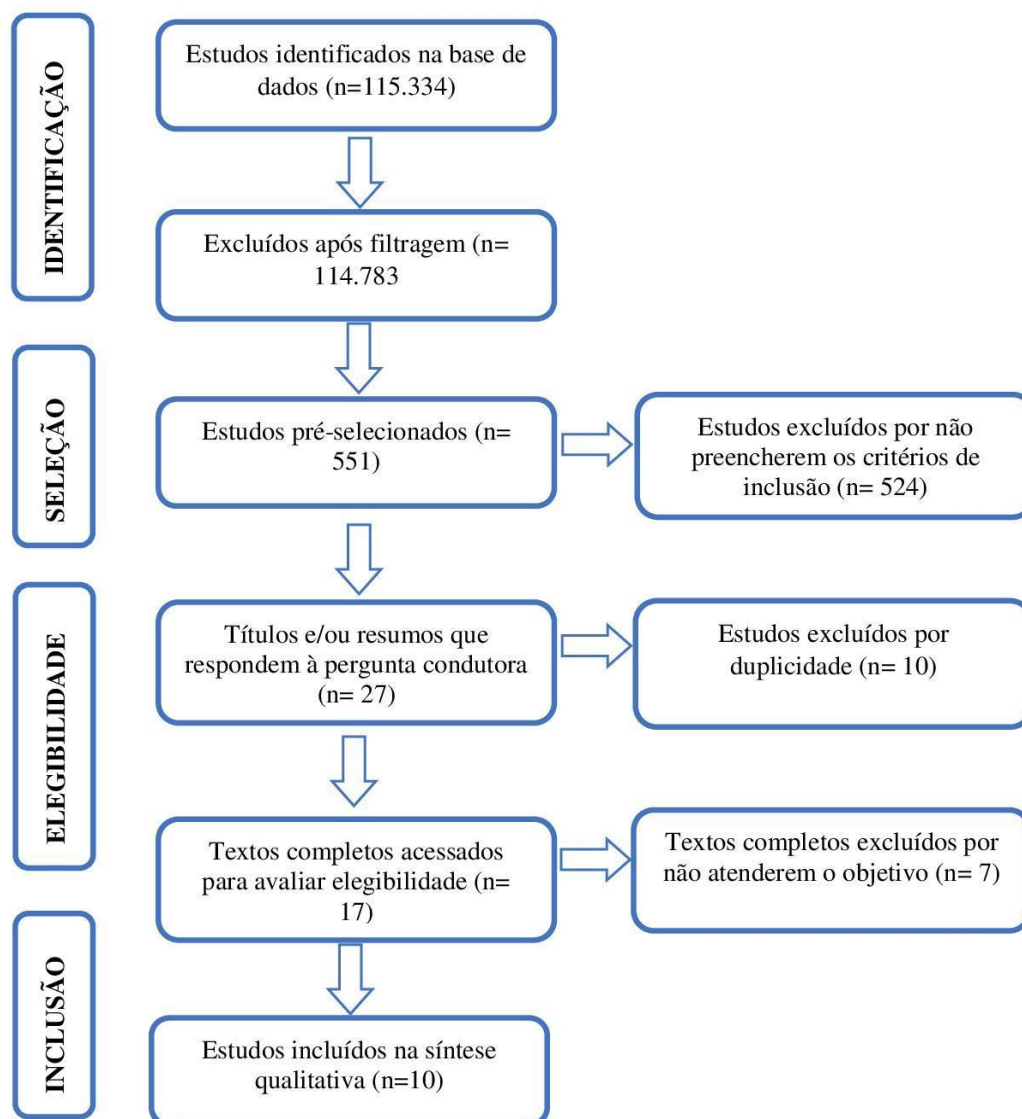 IDENTIFICAÇÃO
Estudos identificados na base de
dados (n=115.334)
Excluídos após filtragem (n=
114.783
SELEÇÃO
Estudos pré-selecionados (n=
551)
Estudos excluídos por não
preencherem os critérios de
inclusão (n= 524)
ELEGIBILIDADE
Títulos e/ou resumos que
respondem à pergunta condutora
(n= 27)
Estudos excluídos por
duplicidade (n= 10)
Textos completos acessados
para avaliar elegibilidade (n=
17)
Textos completos excluídos por
não atenderem o objetivo (n= 7)
INCLUSÃO
Estudos incluídos na síntese
qualitativa (n=10)